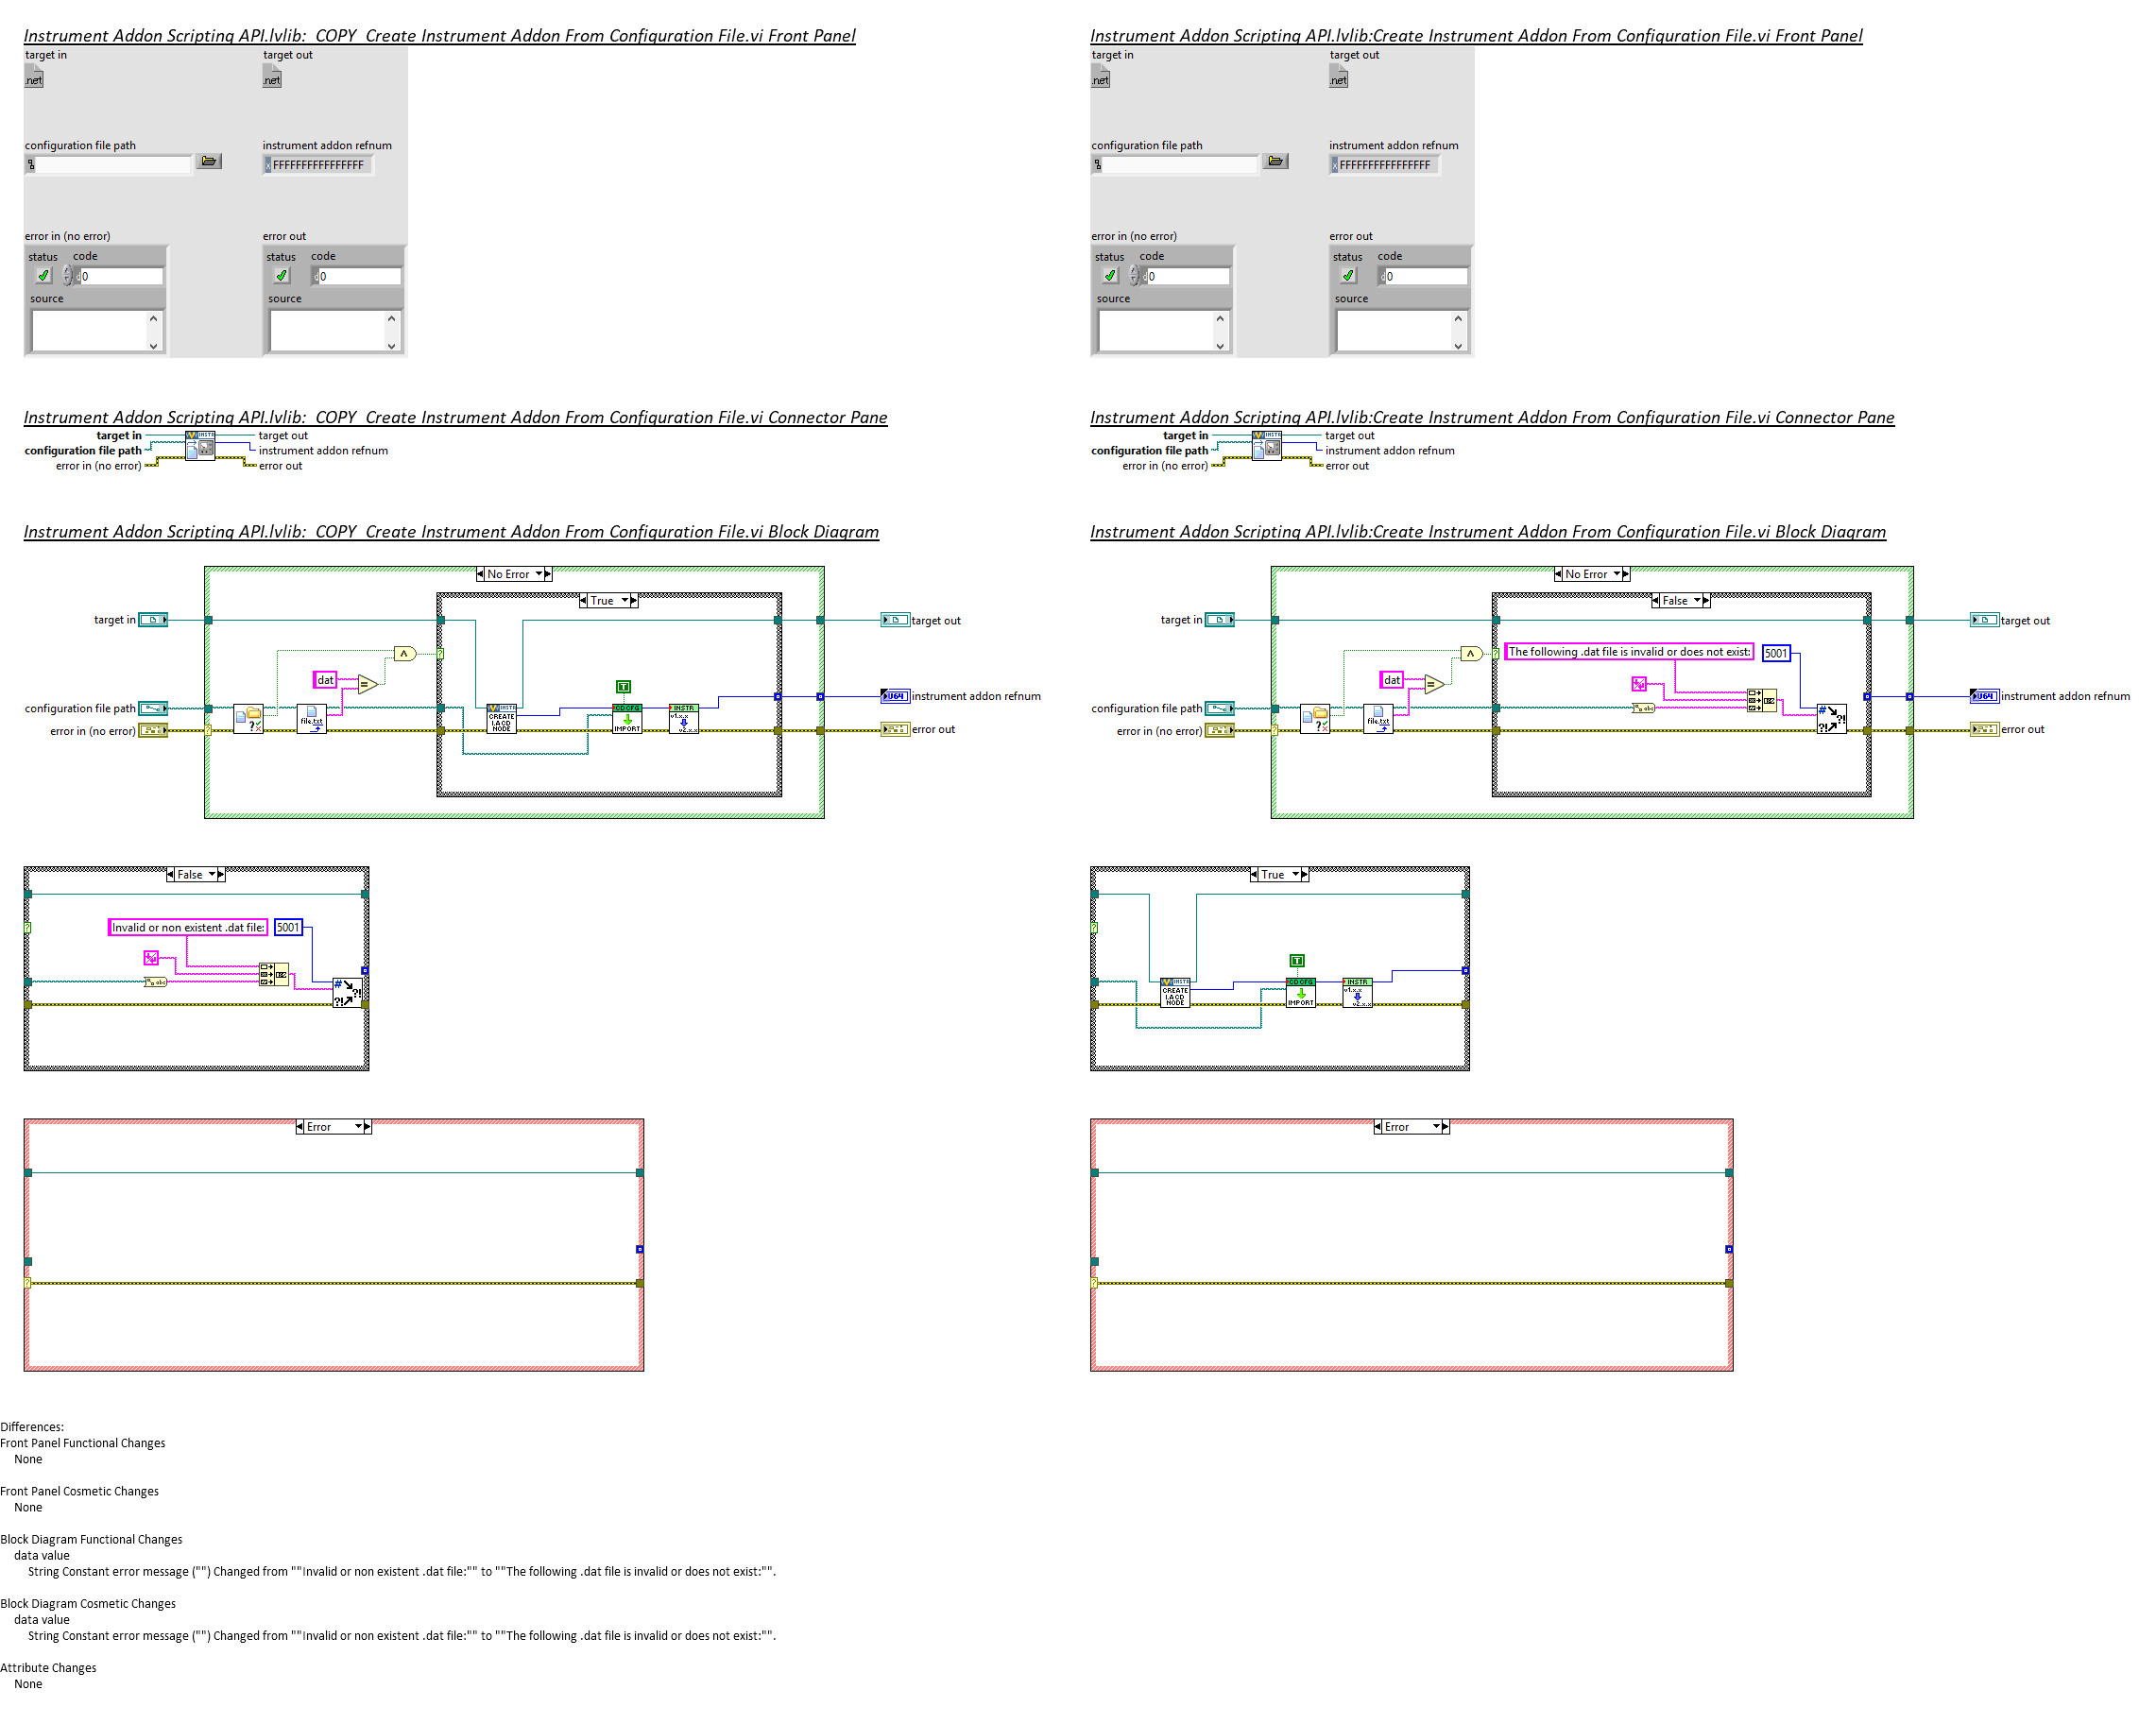 Instrument Addon Scripting API.lvlib:_COPY_Create Instrument Addon From Configuration File.vi Front Panel
target in
target out
.net
.net
configuration file path
instrument addon refnum
x FFFFFFFFFFFFFFFF
error in (no error)
error out
status code
status code
d 0
d 0
source
source
Instrument Addon Scripting API.lvlib:_COPY_Create Instrument Addon From Configuration File.vi Connector Pane
target in
target out
INSTR
configuration file path
instrument addon refnum
error in (no error)
error out
Instrument Addon Scripting API.lvlib:_COPY_Create Instrument Addon From Configuration File.vi Block Diagram
No Error
True
target in
target out
dat
T
U64
instrument addon refnum
configuration file path
file.txt
INSTR
CREATE
I.ACD
NODE
CDCFG
IMPORT
INSTR
v1.x.x
v2.x.x
error in (no error)
error out
False
Invalid or non existent .dat file:
5001
Error
Instrument Addon Scripting API.lvlib:Create Instrument Addon From Configuration File.vi Front Panel
target in
target out
.net
.net
configuration file path
instrument addon refnum
x FFFFFFFFFFFFFFFF
error in (no error)
error out
status code
status code
d 0
d 0
source
source
Instrument Addon Scripting API.lvlib:Create Instrument Addon From Configuration File.vi Connector Pane
target in
target out
INSTR
configuration file path
instrument addon refnum
error in (no error)
error out
Instrument Addon Scripting API.lvlib:Create Instrument Addon From Configuration File.vi Block Diagram
No Error
False
target in
target out
The following .dat file is invalid or does not exist:
5001
dat
U64
instrument addon refnum
configuration file path
file.txt
error in (no error)
error out
True
T
INSTR
CREATE
I.ACD
NODE
CDCFG
IMPORT
INSTR
v1.x.x
v2.x.x
Error
Differences:
Front Panel Functional Changes
None
Front Panel Cosmetic Changes
None
Block Diagram Functional Changes
data value
String Constant error message ("") Changed from ""Invalid or non existent .dat file:"" to ""The following .dat file is invalid or does not exist:"".
Block Diagram Cosmetic Changes
data value
String Constant error message ("") Changed from ""Invalid or non existent .dat file:"" to ""The following .dat file is invalid or does not exist:"".
Attribute Changes
None